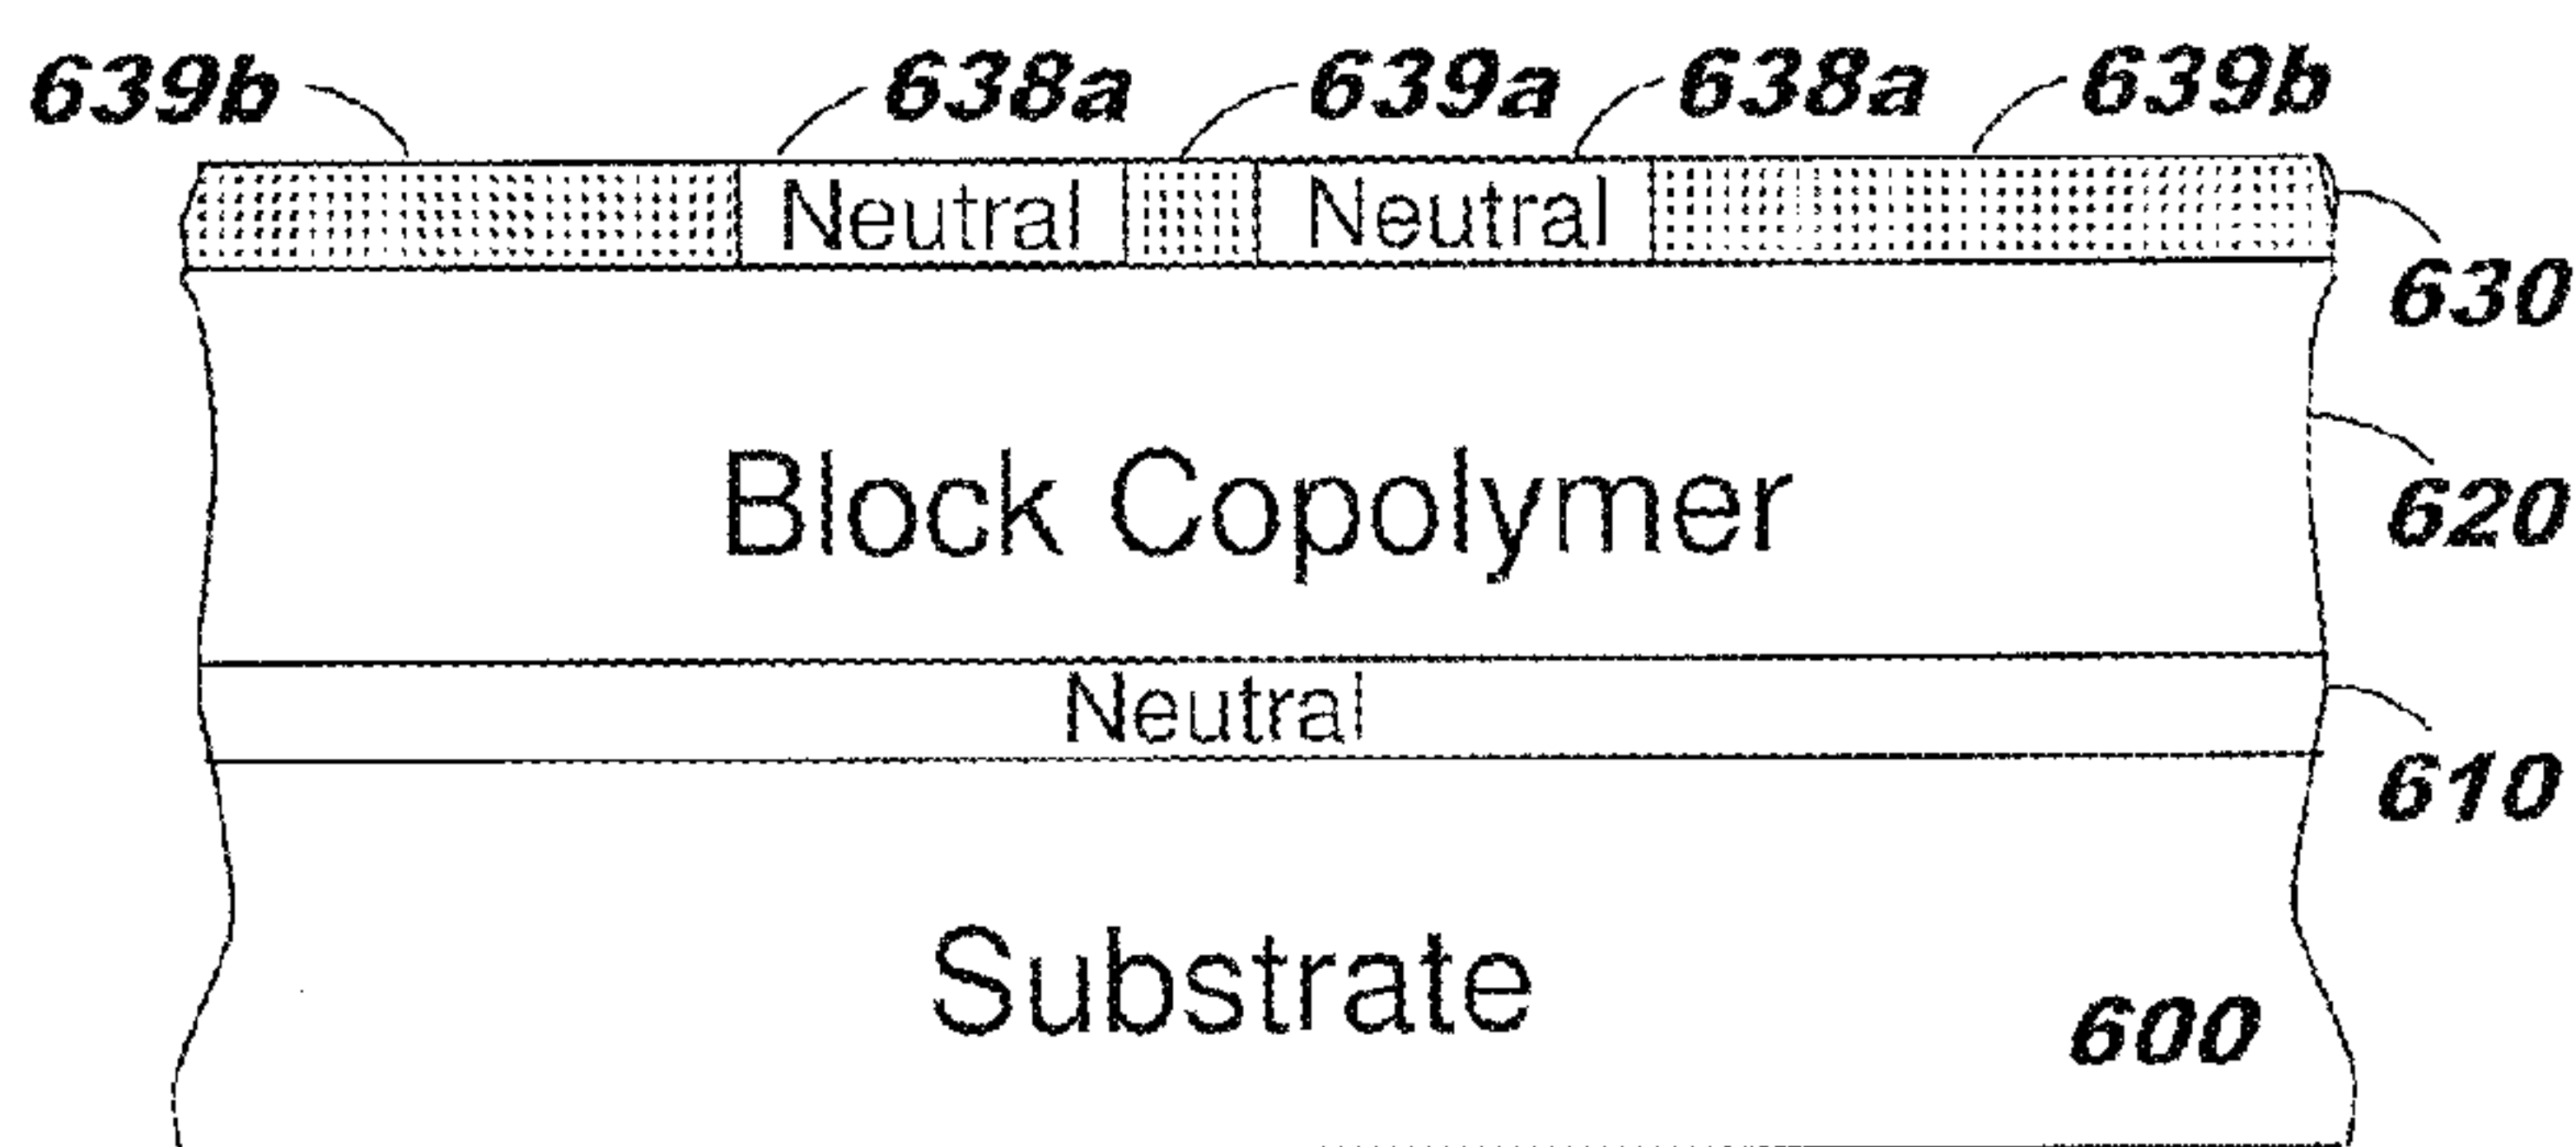 639b 638a 639a 638a 639b
Neutral Neutral
630
Block Copolymer
620
Neutral
610
Substrate
600